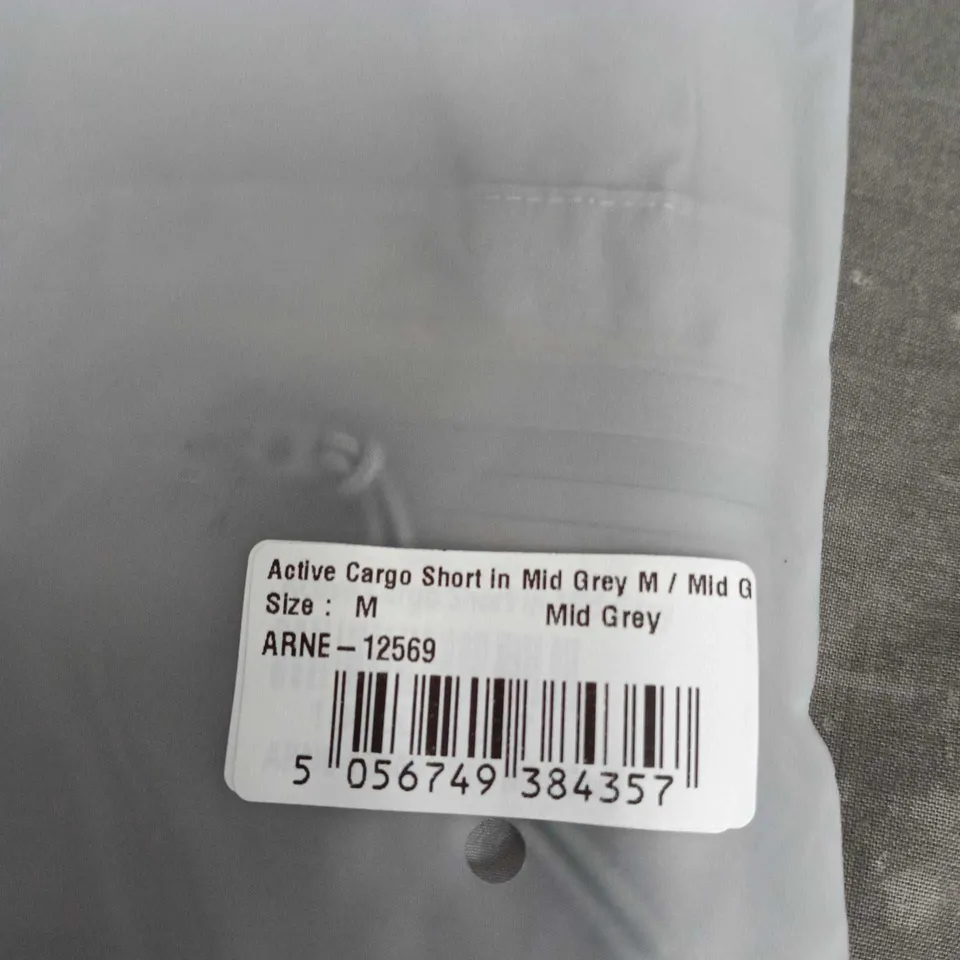 Active Cargo Short in Mid Grey M / Mid G
Size : M Mid Grey
ARNE-12569
5 056749 384357